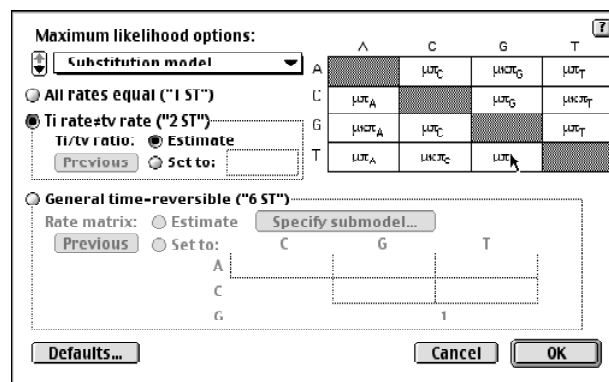 ?
Maximum likelihood options:
Substitution model
A C G T
A μπC μκπG μπT
C μπA μπG μκπT
G μκπA μπC μπT
T μπA μκπC μπ
All rates equal ("1 ST")
Ti rate≠tv rate ("2 ST")
Ti/tv ratio: Estimate
Previous Set to:
General time-reversible ("6 ST")
Rate matrix: Estimate Specify submodel...
Previous Set to: C G T
A
C
G 1
Defaults... Cancel OK